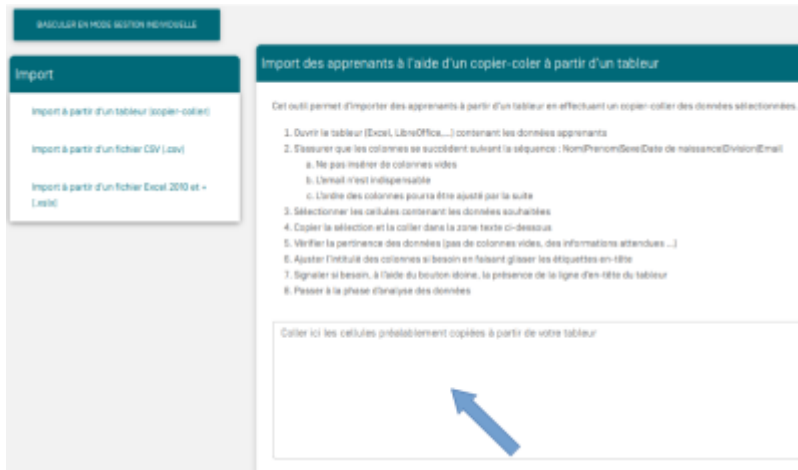 BASCULER EN MODE GESTION INDIVIDUELLE
Import
Import à partir d'un tableur (copier-coller)
Import à partir d'un fichier CSV (.csv)
Import à partir d'un fichier Excel 2010 et +
(.xslx)
Import des apprenants à l'aide d'un copier-coler à partir d'un tableur
Cet outil permet d'importer des apprenants à partir d'un tableur en effectuant un copier-coller des données sélectionnées.
1. Ouvrir le tableur (Excel, LibreOffice,...) contenant les données apprenants
2. S'assurer que les colonnes se succèdent suivant la séquence : Nom|Prenom|Sexe|Date de naissance|Division|Email
a. Ne pas insérer de colonnes vides
b. L'email n'est indispensable
c. L'ordre des colonnes pourra être ajusté par la suite
3. Sélectionner les cellules contenant les données souhaitées
4. Copier la sélection et la coller dans la zone texte ci-dessous
5. Vérifier la pertinence des données (pas de colonnes vides, des informations attendues ...)
6. Ajuster l'intitulé des colonnes si besoin en faisant glisser les étiquettes en-tête
7. Signaler si besoin, à l'aide du bouton idoine, la présence de la ligne d'en-tête du tableur
8. Passer à la phase d'analyse des données
Coller ici les cellules préalablement copiées à partir de votre tableur